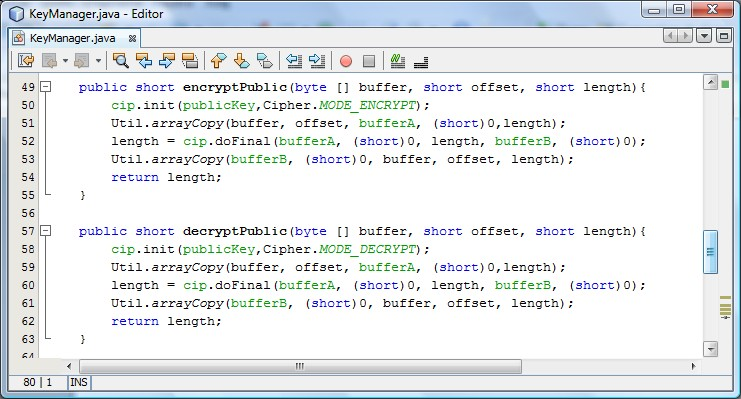 KeyManager.java - Editor
KeyManager.java
49 public short encryptPublic(byte [] buffer, short offset, short length){
50 cip.init(publicKey,Cipher.MODE_ENCRYPT);
51 Util.arrayCopy(buffer, offset, bufferA, (short)0,length);
52 length = cip.doFinal(bufferA, (short)0, length, bufferB, (short)0);
53 Util.arrayCopy(bufferB, (short)0, buffer, offset, length);
54 return length;
55 }
56
57 public short decryptPublic(byte [] buffer, short offset, short length){
58 cip.init(publicKey,Cipher.MODE_DECRYPT);
59 Util.arrayCopy(buffer, offset, bufferA, (short)0,length);
60 length = cip.doFinal(bufferA, (short)0, length, bufferB, (short)0);
61 Util.arrayCopy(bufferB, (short)0, buffer, offset, length);
62 return length;
63 }
64
80 | 1 INS